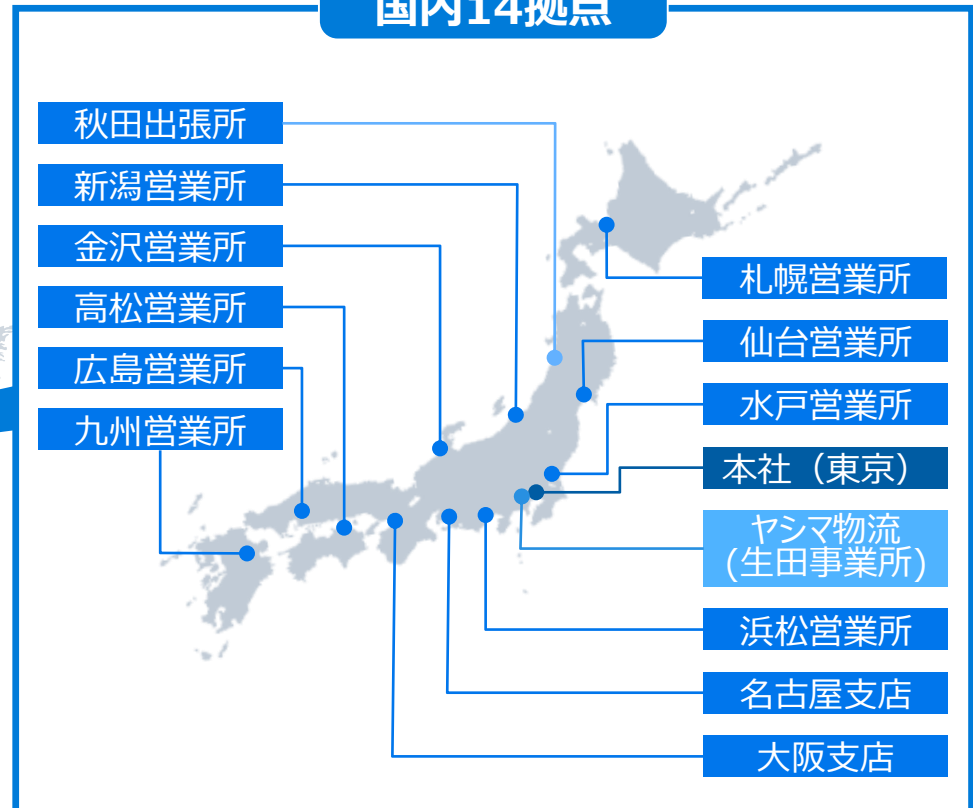 国内14拠点
秋田出張所
新潟営業所
金沢営業所
高松営業所
広島営業所
九州営業所
札幌営業所
仙台営業所
水戸営業所
本社（東京）
ヤシマ物流
(生田事業所)
浜松営業所
名古屋支店
大阪支店